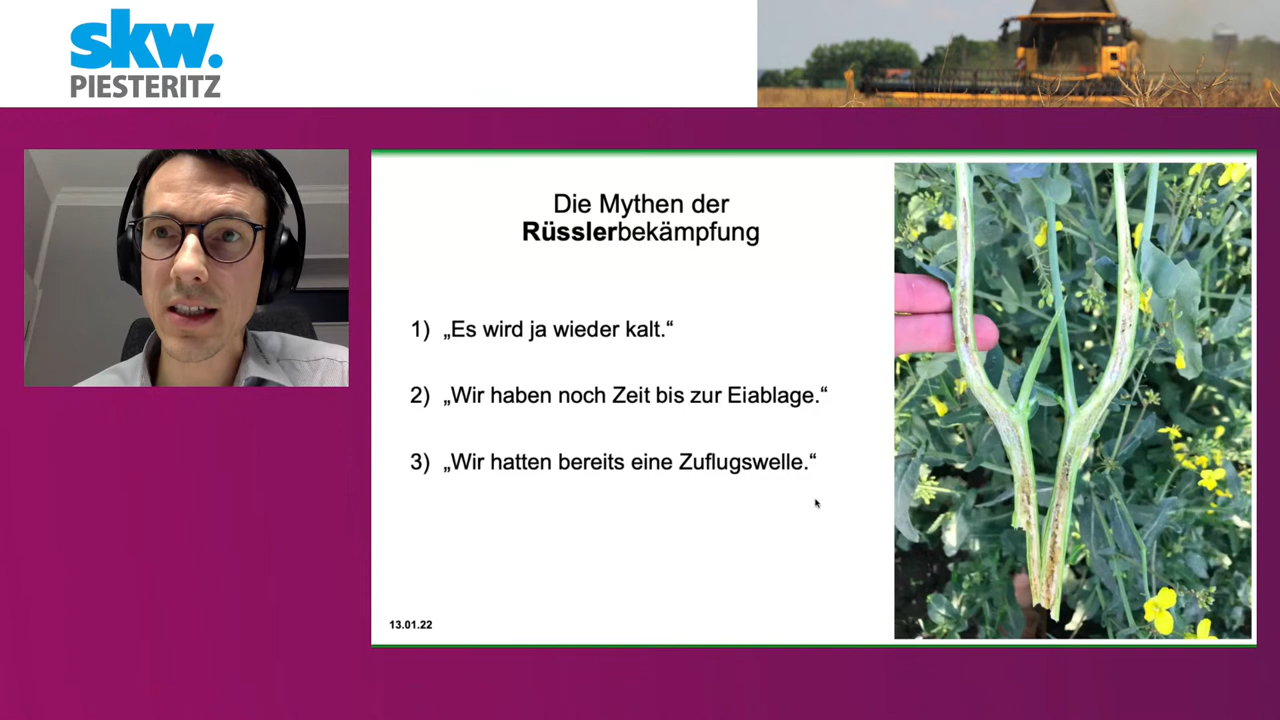 skw.
PIESTERITZ
Die Mythen der
Rüsslerbekämpfung
1) „Es wird ja wieder kalt.“
2) „Wir haben noch Zeit bis zur Eiablage.“
3) „Wir hatten bereits eine Zuflugswelle.“
13.01.22